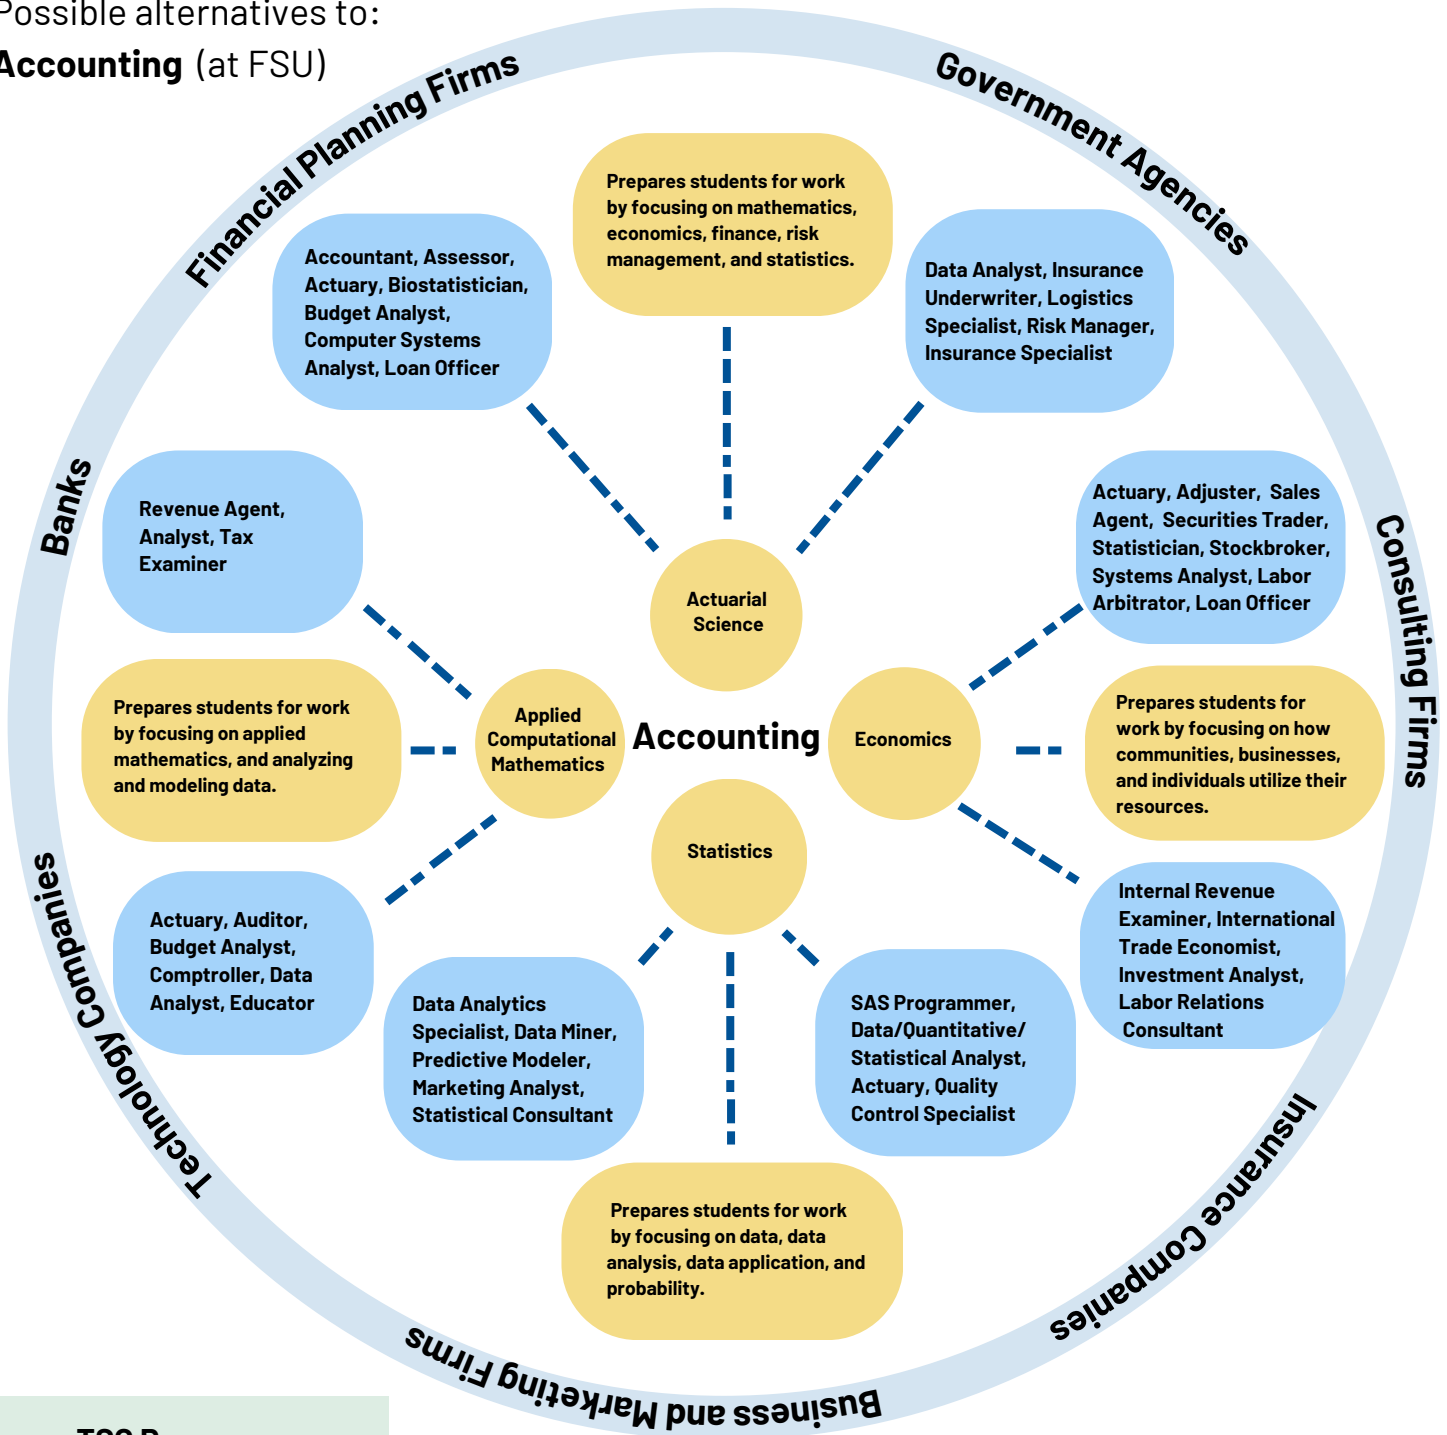 Possible alternatives to:
Accounting (at FSU)
Financial Planning Firms
Government Agencies
Prepares students for work
by focusing on mathematics,
economics, finance, risk
management, and statistics.
Accountant, Assessor,
Actuary, Biostatistician,
Budget Analyst,
Computer Systems
Analyst, Loan Officer
Data Analyst, Insurance
Underwriter, Logistics
Specialist, Risk Manager,
Insurance Specialist
Banks
Revenue Agent,
Analyst, Tax
Examiner
Actuary, Adjuster, Sales
Agent, Securities Trader,
Statistician, Stockbroker,
Systems Analyst, Labor
Arbitrator, Loan Officer
Consulting Firms
Actuarial
Science
Prepares students for work
by focusing on applied
mathematics, and analyzing
and modeling data.
Applied
Computational
Mathematics
Accounting
Economics
Prepares students for
work by focusing on how
communities, businesses,
and individuals utilize their
resources.
Statistics
Technology Companies
Actuary, Auditor,
Budget Analyst,
Comptroller, Data
Analyst, Educator
Data Analytics
Specialist, Data Miner,
Predictive Modeler,
Marketing Analyst,
Statistical Consultant
SAS Programmer,
Data/Quantitative/
Statistical Analyst,
Actuary, Quality
Control Specialist
Internal Revenue
Examiner, International
Trade Economist,
Investment Analyst,
Labor Relations
Consultant
Insurance Companies
Prepares students for work
by focusing on data, data
analysis, data application, and
probability.
Business and Marketing Firms